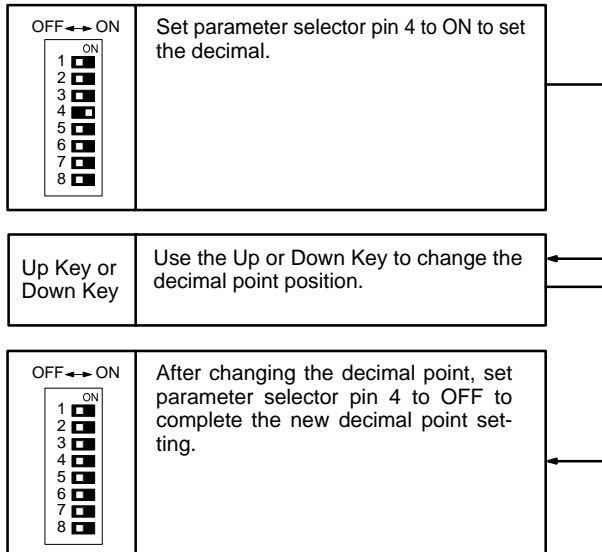 OFF ↔ ON
ON
1
2
3
4
5
6
7
8
Set parameter selector pin 4 to ON to set
the decimal.
Up Key or
Down Key
Use the Up or Down Key to change the
decimal point position.
OFF ↔ ON
ON
1
2
3
4
5
6
7
8
After changing the decimal point, set
parameter selector pin 4 to OFF to
complete the new decimal point set-
ting.